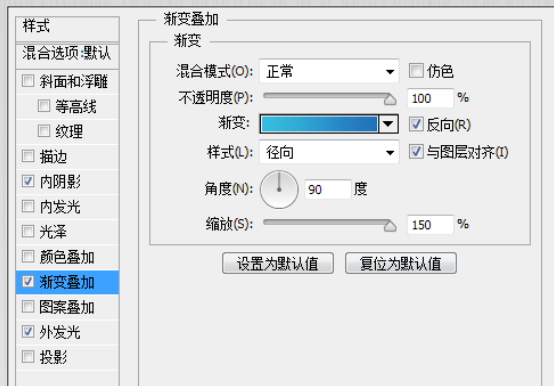 样式
混合选项:默认
斜面和浮雕
等高线
纹理
描边
内阴影
内发光
光泽
颜色叠加
渐变叠加
图案叠加
外发光
投影
渐变叠加
渐变
混合模式(O): 正常 仿色
不透明度(P): 100 %
渐变: 反向(R)
样式(L): 径向 与图层对齐(I)
角度(N): 90 度
缩放(S): 150 %
设置为默认值 复位为默认值